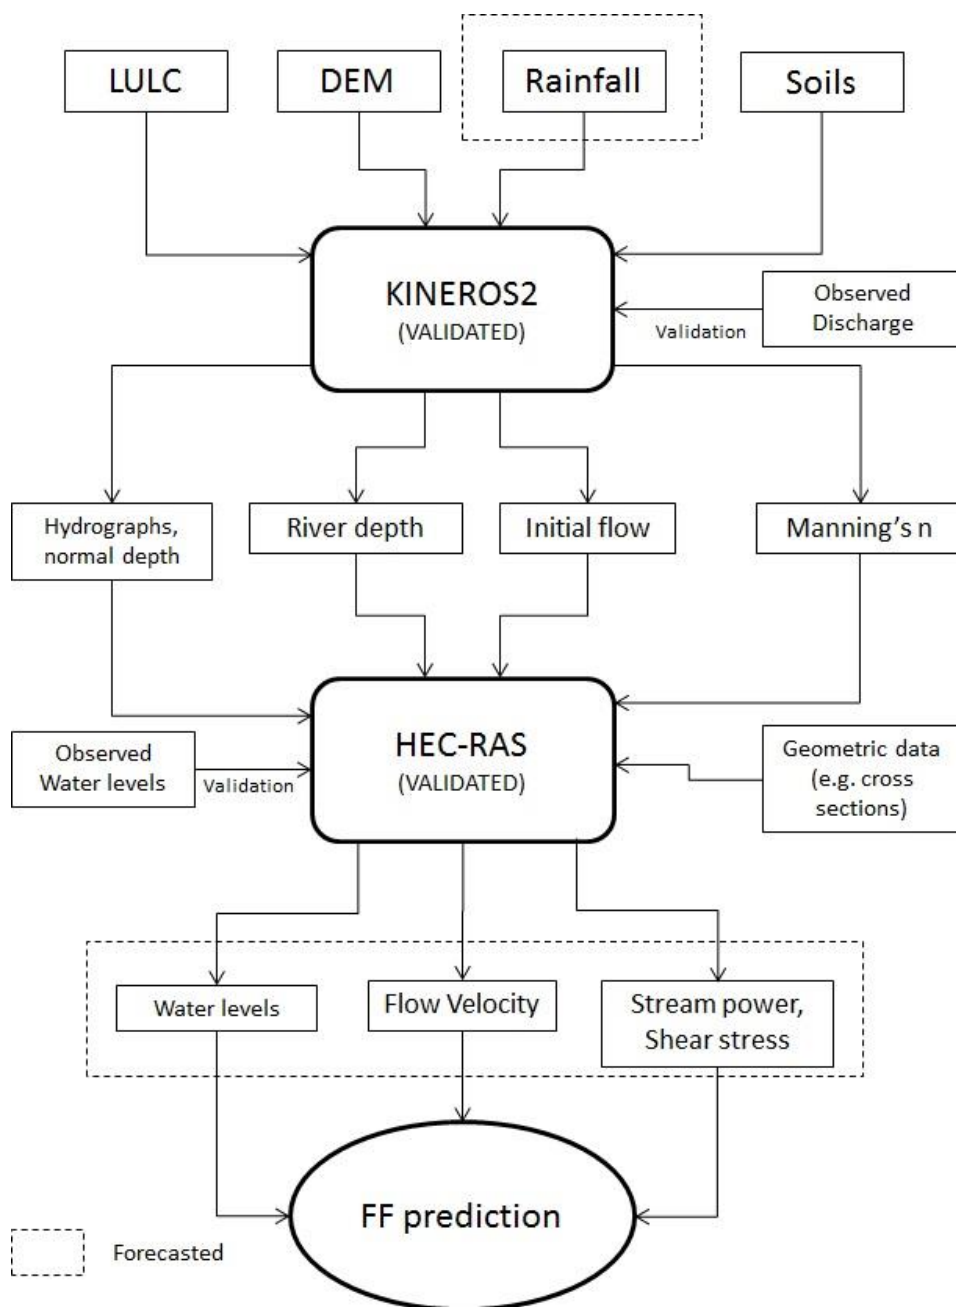 LULC
DEM
Rainfall
Soils
KINEROS2
(VALIDATED)
Observed
Discharge
Validation
Hydrographs,
normal depth
River depth
Initial flow
Manning's n
HEC-RAS
(VALIDATED)
Observed
Water levels
Validation
Geometric data
(e.g. cross
sections)
Water levels
Flow Velocity
Stream power,
Shear stress
FF prediction
Forecasted